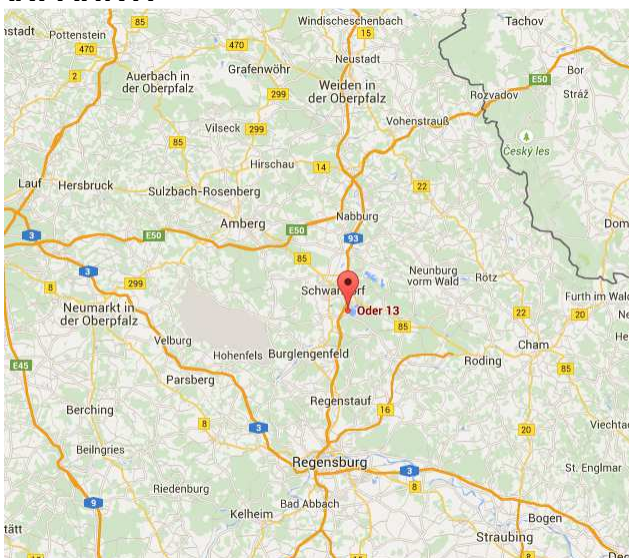 Windischeschenbach
Tachov
85
nstadt
Pottenstein
470
15
470
Neustadt
Bor
Grafenwöhr
E50
2
Auerbach in
der Oberpfalz
Weiden in
der Oberpfalz
Rozvadov
Stráž
299
Vohenstrauß
Vilseck
299
85
Český les
Hirschau
14
Lauf
Hersbruck
Sulzbach-Rosenberg
22
Amberg
Nabburg
Dom
3
E50
E50
93
85
3
Neunburg
vorm Wald
Rötz
8
299
Furth im Wald
Oder 13
Neumarkt in
der Oberpfalz
22
20
85
Velburg
Cham
Hohenfels
Burglengenfeld
Roding
E45
85
Parsberg
Regenstauf
Berching
16
8
3
20
Viechta
Beilngries
Regensburg
3
St. Englmar
Riedenburg
8
9
Bad Abbach
Kelheim
Bogen
tätt
Straubing
8